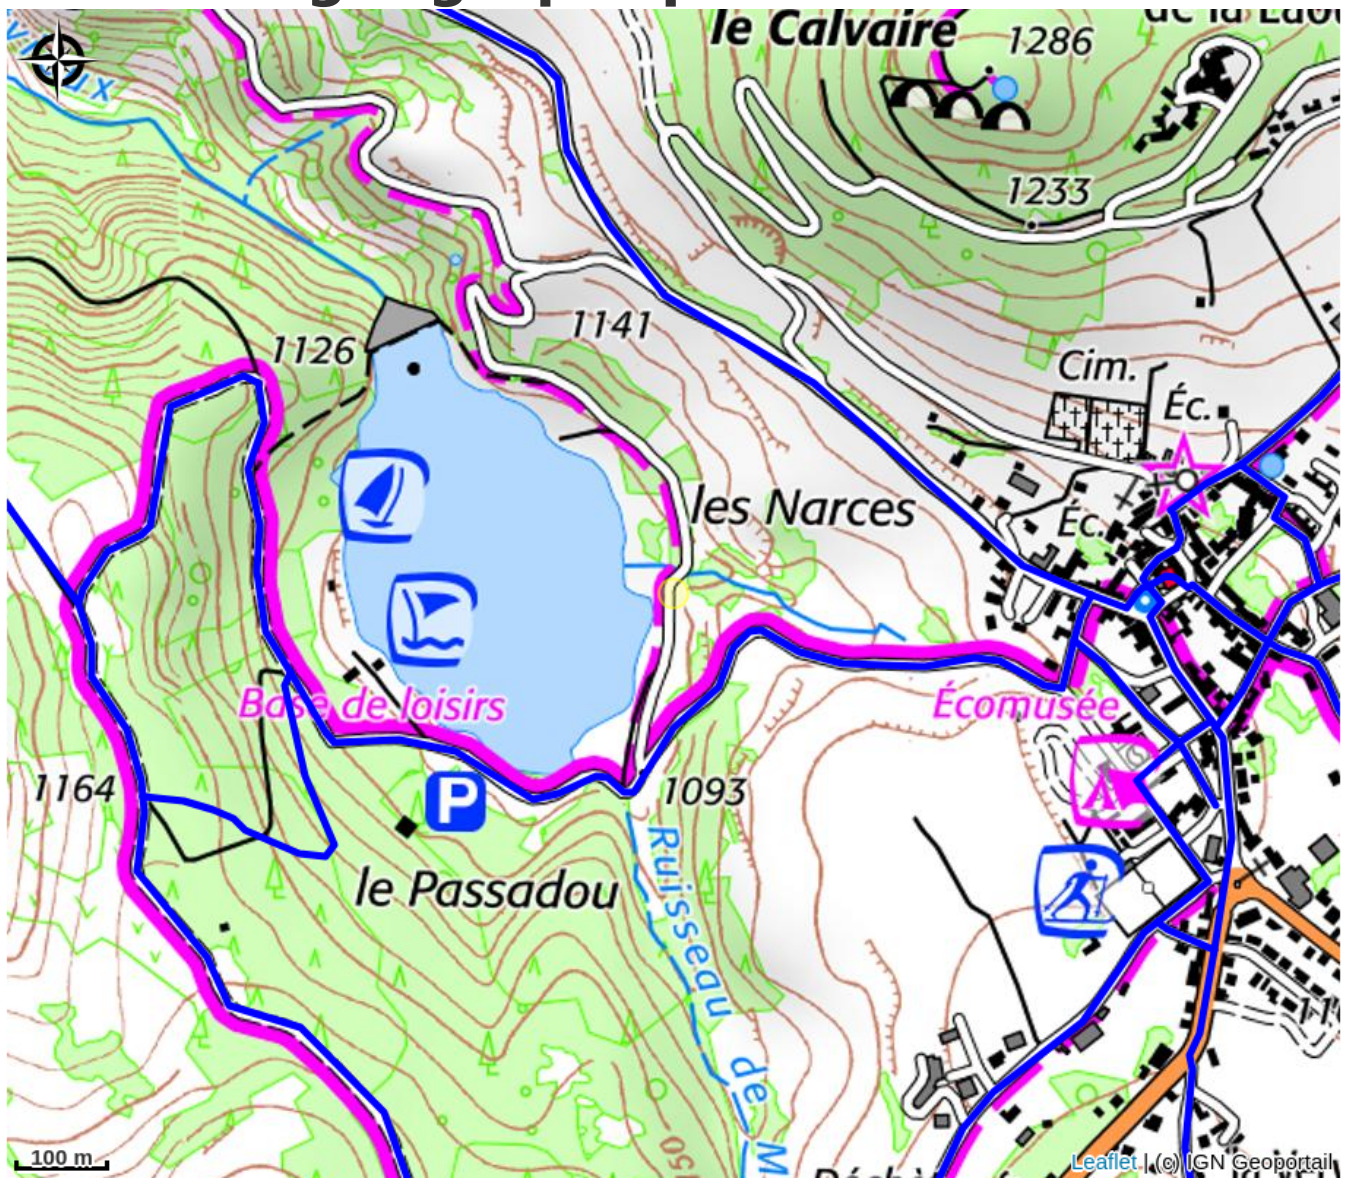 le Calvaire
1286
1233
1141
1126
Cim.
Éc.
les Narces
Éc.
Base de loisirs
Écomusée
1164
P
1093
le Passadou
Ruisseau
de
50
100 m
Leaflet | (c) IGN Geoportail